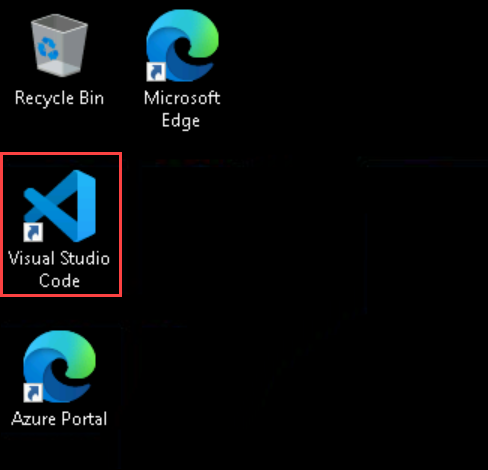 Recycle Bin
Microsoft
Edge
Visual Studio
Code
Azure Portal